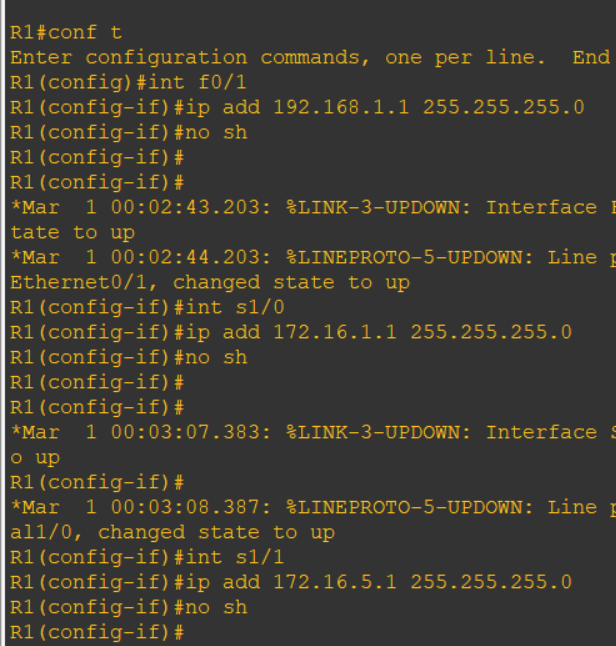 R1#conf t
Enter configuration commands, one per line.  End
R1(config)#int f0/1
R1(config-if)#ip add 192.168.1.1 255.255.255.0
R1(config-if)#no sh
R1(config-if)#
R1(config-if)#
*Mar  1 00:02:43.203: %LINK-3-UPDOWN: Interface F
tate to up
*Mar  1 00:02:44.203: %LINEPROTO-5-UPDOWN: Line p
Ethernet0/1, changed state to up
R1(config-if)#int s1/0
R1(config-if)#ip add 172.16.1.1 255.255.255.0
R1(config-if)#no sh
R1(config-if)#
R1(config-if)#
*Mar  1 00:03:07.383: %LINK-3-UPDOWN: Interface S
o up
R1(config-if)#
*Mar  1 00:03:08.387: %LINEPROTO-5-UPDOWN: Line p
al1/0, changed state to up
R1(config-if)#int s1/1
R1(config-if)#ip add 172.16.5.1 255.255.255.0
R1(config-if)#no sh
R1(config-if)#